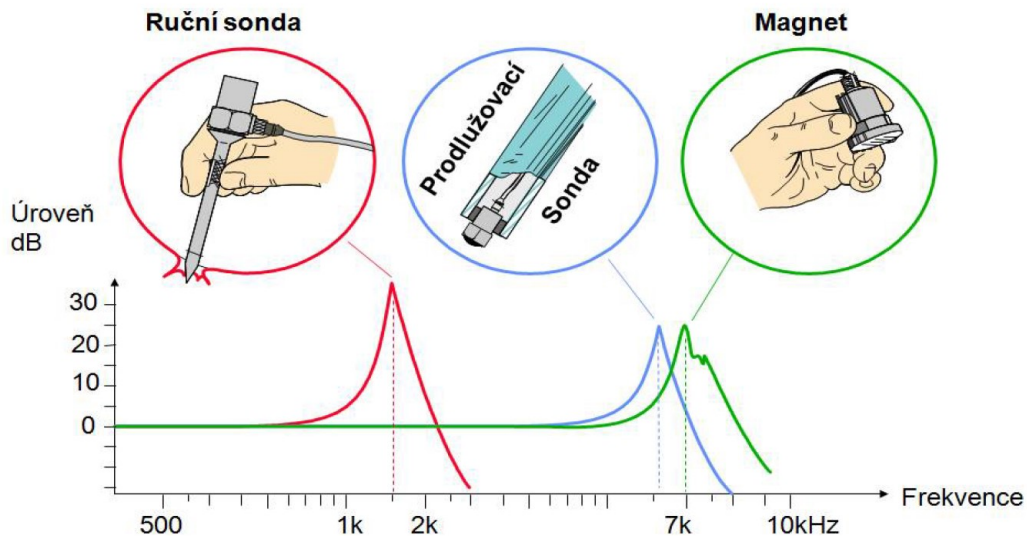 Ruční sonda
Magnet
Prodlužovací
Sonda
Úroveň
dB
30
20
10
0
500
1k
2k
7k
10kHz
Frekvence